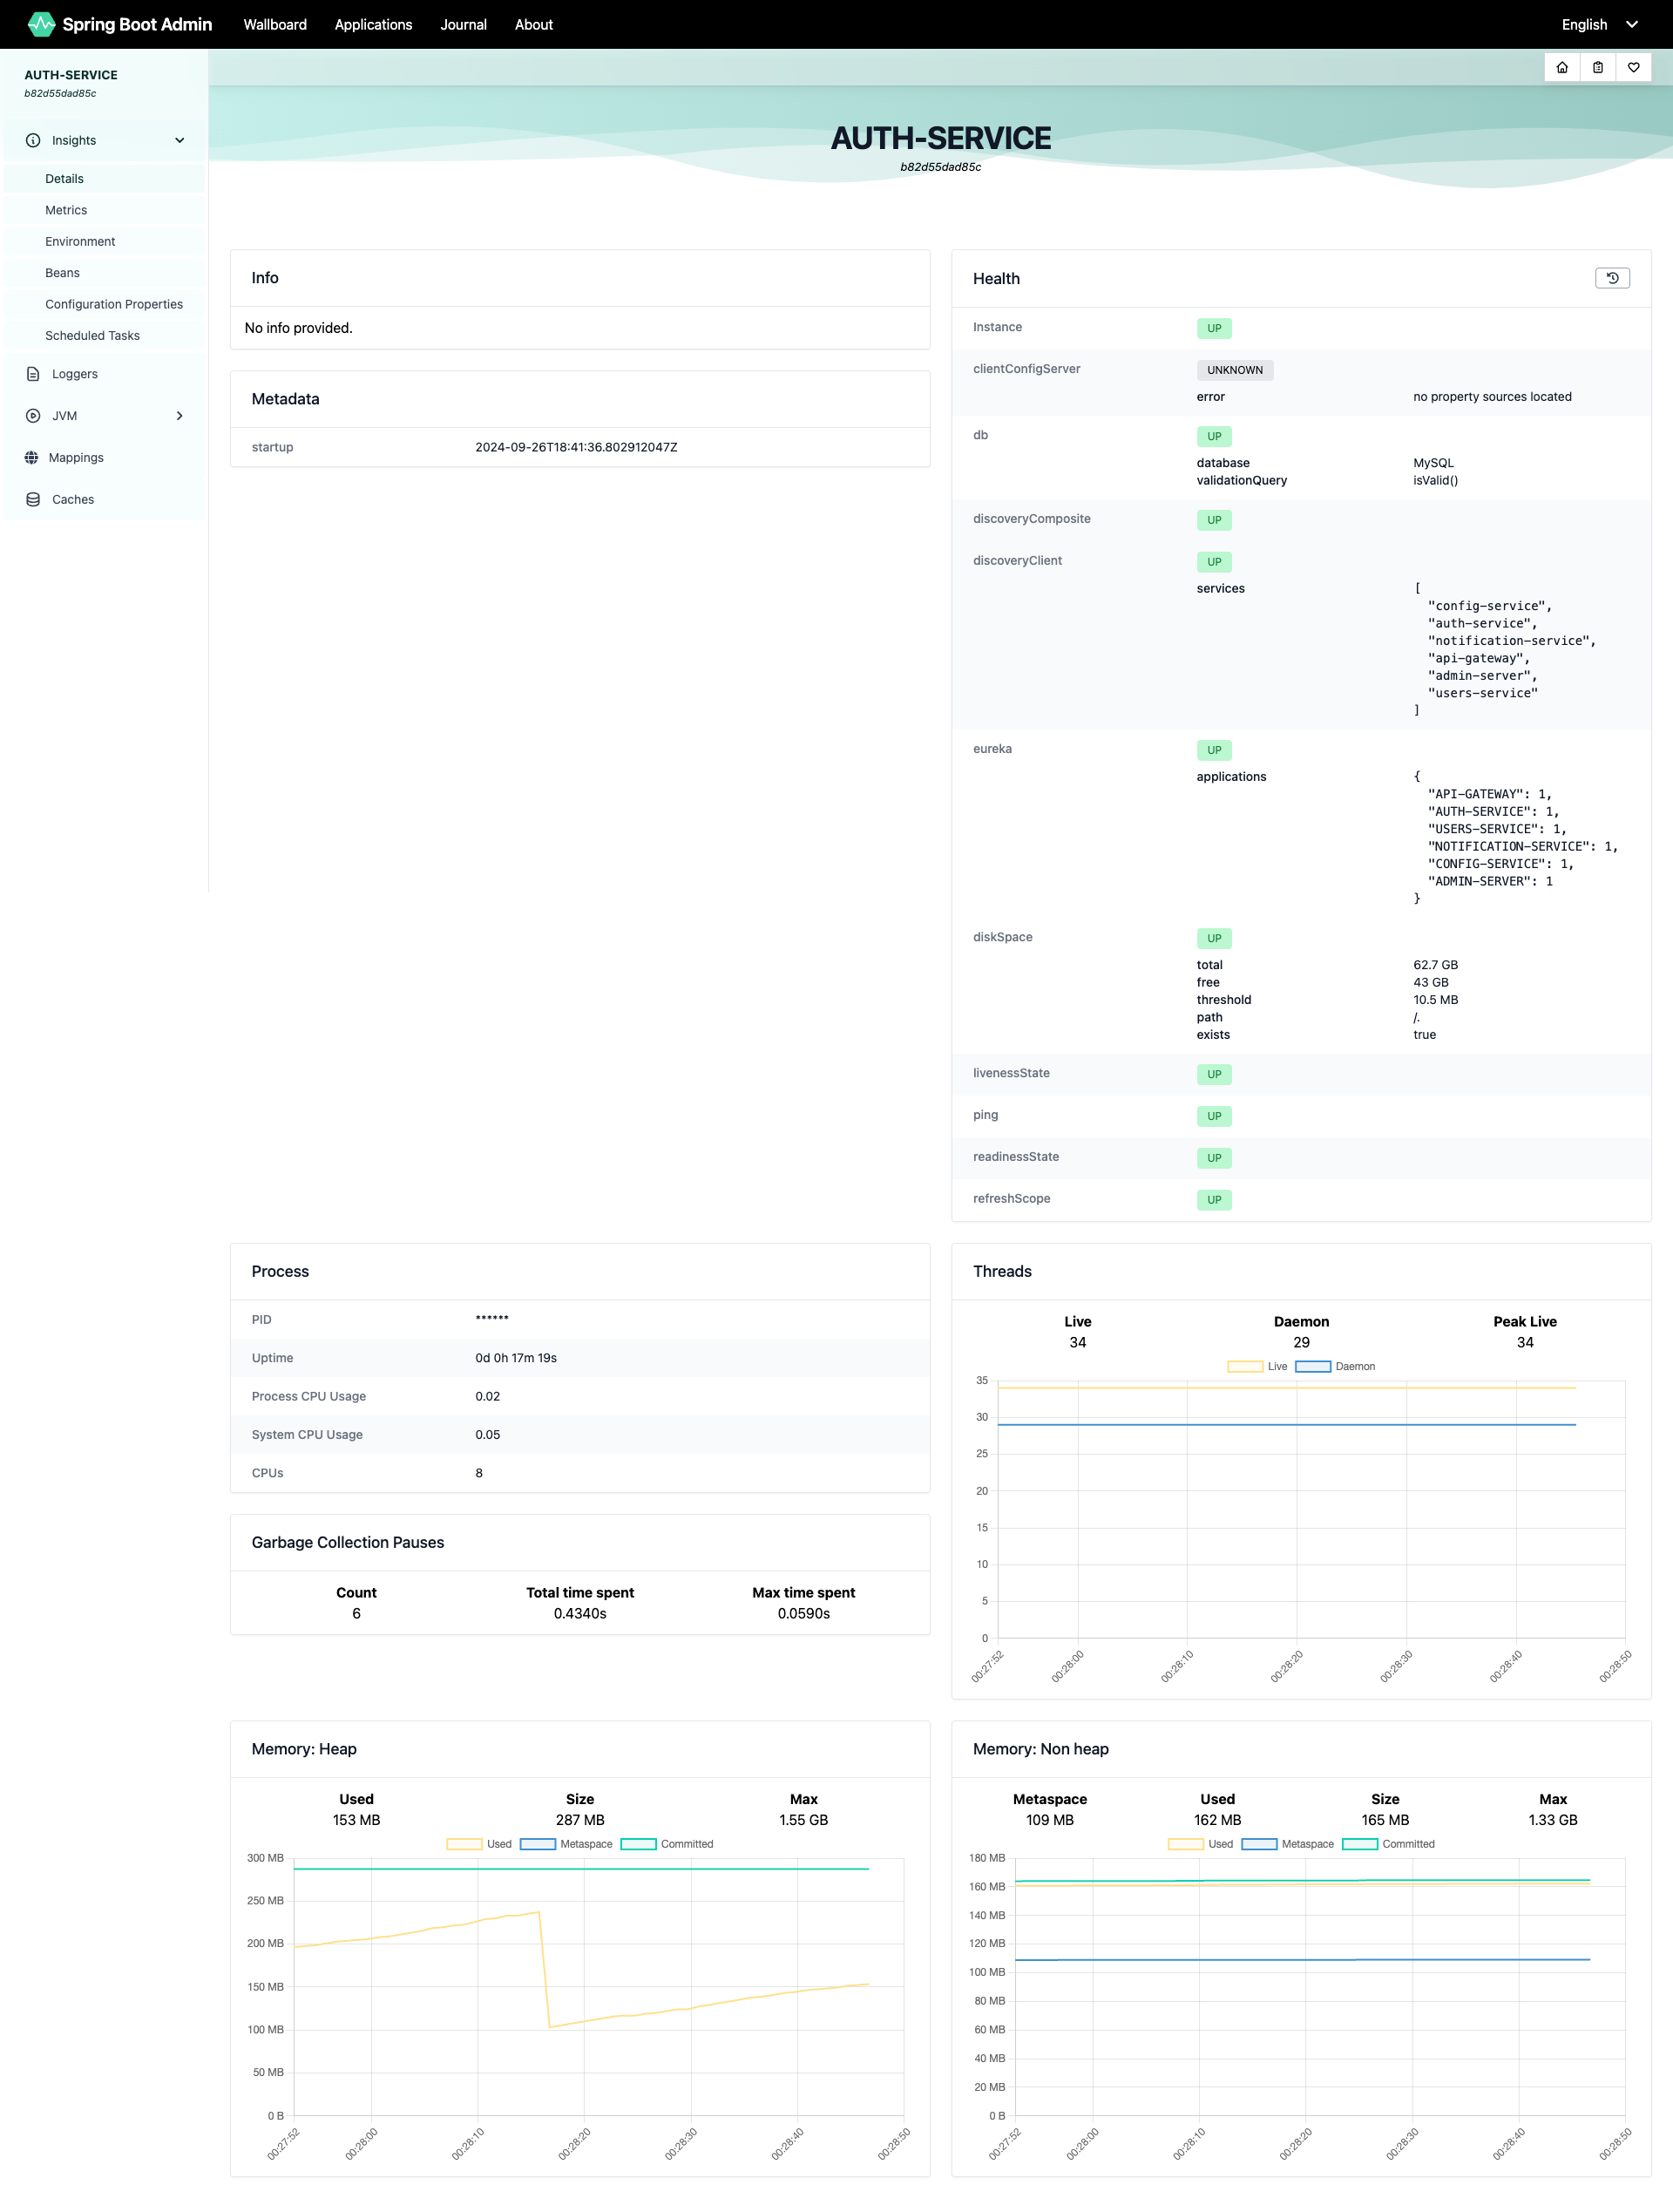 Spring Boot Admin Wallboard Applications Journal About English
AUTH-SERVICE
b82d55dad85c
Insights
Details
Metrics
Environment
Beans
Configuration Properties
Scheduled Tasks
Loggers
JVM
Mappings
Caches
AUTH-SERVICE
b82d55dad85c
Info
No info provided.
Metadata
startup 2024-09-26T18:41:36.802912047Z
Health
Instance UP
clientConfigServer UNKNOWN
error no property sources located
db UP
database MySQL
validationQuery isValid()
discoveryComposite UP
discoveryClient UP
services [
"config-service",
"auth-service",
"notification-service",
"api-gateway",
"admin-server",
"users-service"
]
eureka UP
applications {
"API-GATEWAY": 1,
"AUTH-SERVICE": 1,
"USERS-SERVICE": 1,
"NOTIFICATION-SERVICE": 1,
"CONFIG-SERVICE": 1,
"ADMIN-SERVER": 1
}
diskSpace UP
total 62.7 GB
free 43 GB
threshold 10.5 MB
path /.
exists true
livenessState UP
ping UP
readinessState UP
refreshScope UP
Process
PID ******
Uptime 0d 0h 17m 19s
Process CPU Usage 0.02
System CPU Usage 0.05
CPUs 8
Garbage Collection Pauses
Count Total time spent Max time spent
6 0.4340s 0.0590s
Threads
Live Daemon Peak Live
34 29 34
Live Daemon
35
30
25
20
15
10
5
0
00:27:52 00:28:00 00:28:10 00:28:20 00:28:30 00:28:40 00:28:50
Memory: Heap
Used Size Max
153 MB 287 MB 1.55 GB
Used Metaspace Committed
300 MB
250 MB
200 MB
150 MB
100 MB
50 MB
0 B
00:27:52 00:28:00 00:28:10 00:28:20 00:28:30 00:28:40 00:28:50
Memory: Non heap
Metaspace Used Size Max
109 MB 162 MB 165 MB 1.33 GB
Used Metaspace Committed
180 MB
160 MB
140 MB
120 MB
100 MB
80 MB
60 MB
40 MB
20 MB
0 B
00:27:52 00:28:00 00:28:10 00:28:20 00:28:30 00:28:40 00:28:50